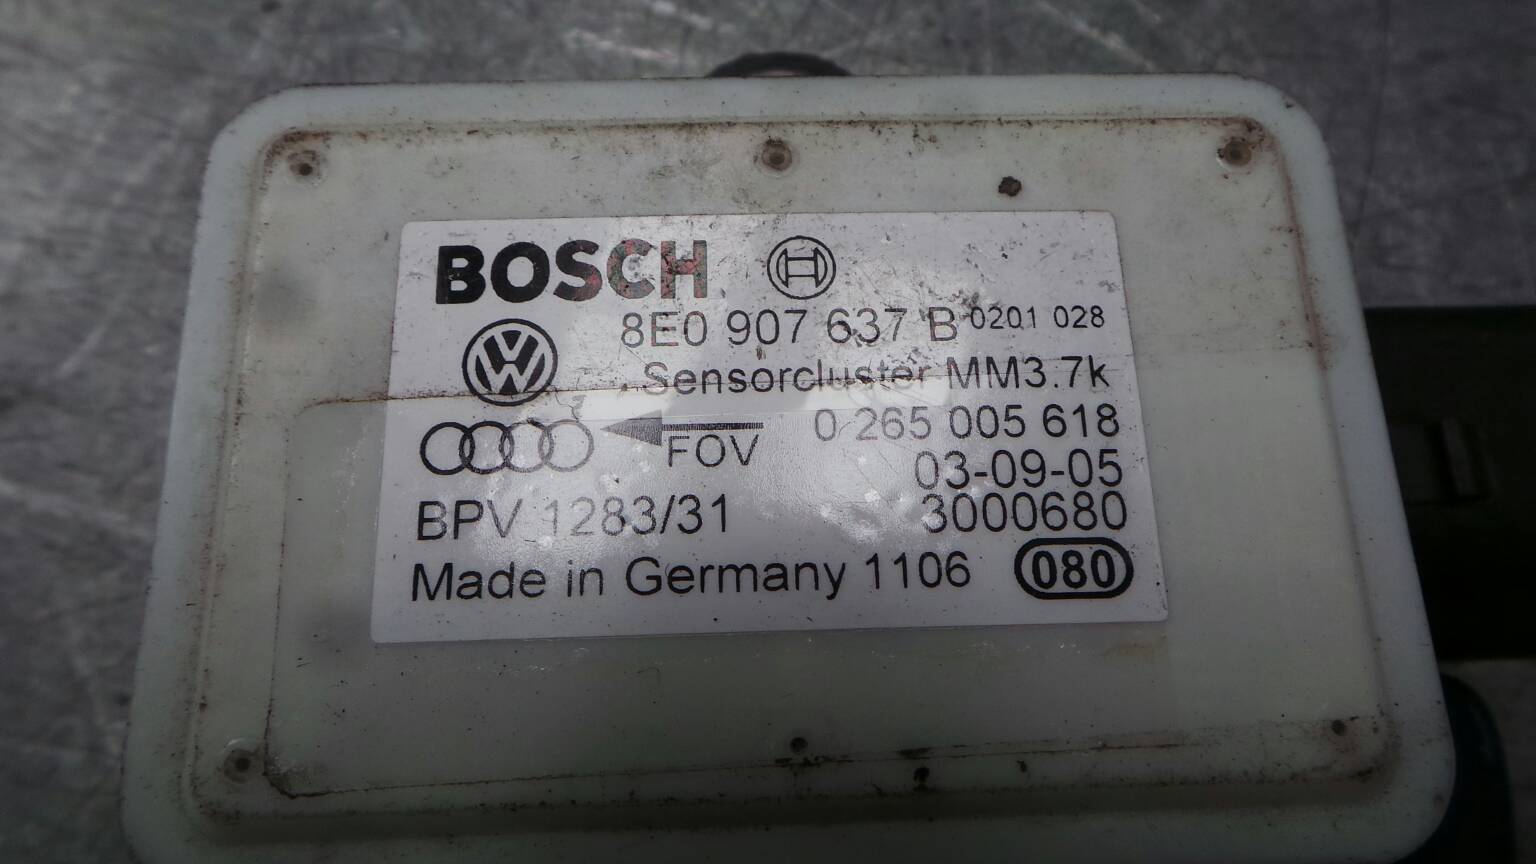 BOSCH
8E0 907 637 B 0201 028
Sensorcluster MM3.7k
0 265 005 618
FOV
03-09-05
BPV 1283/31 3000680
Made in Germany 1106 080